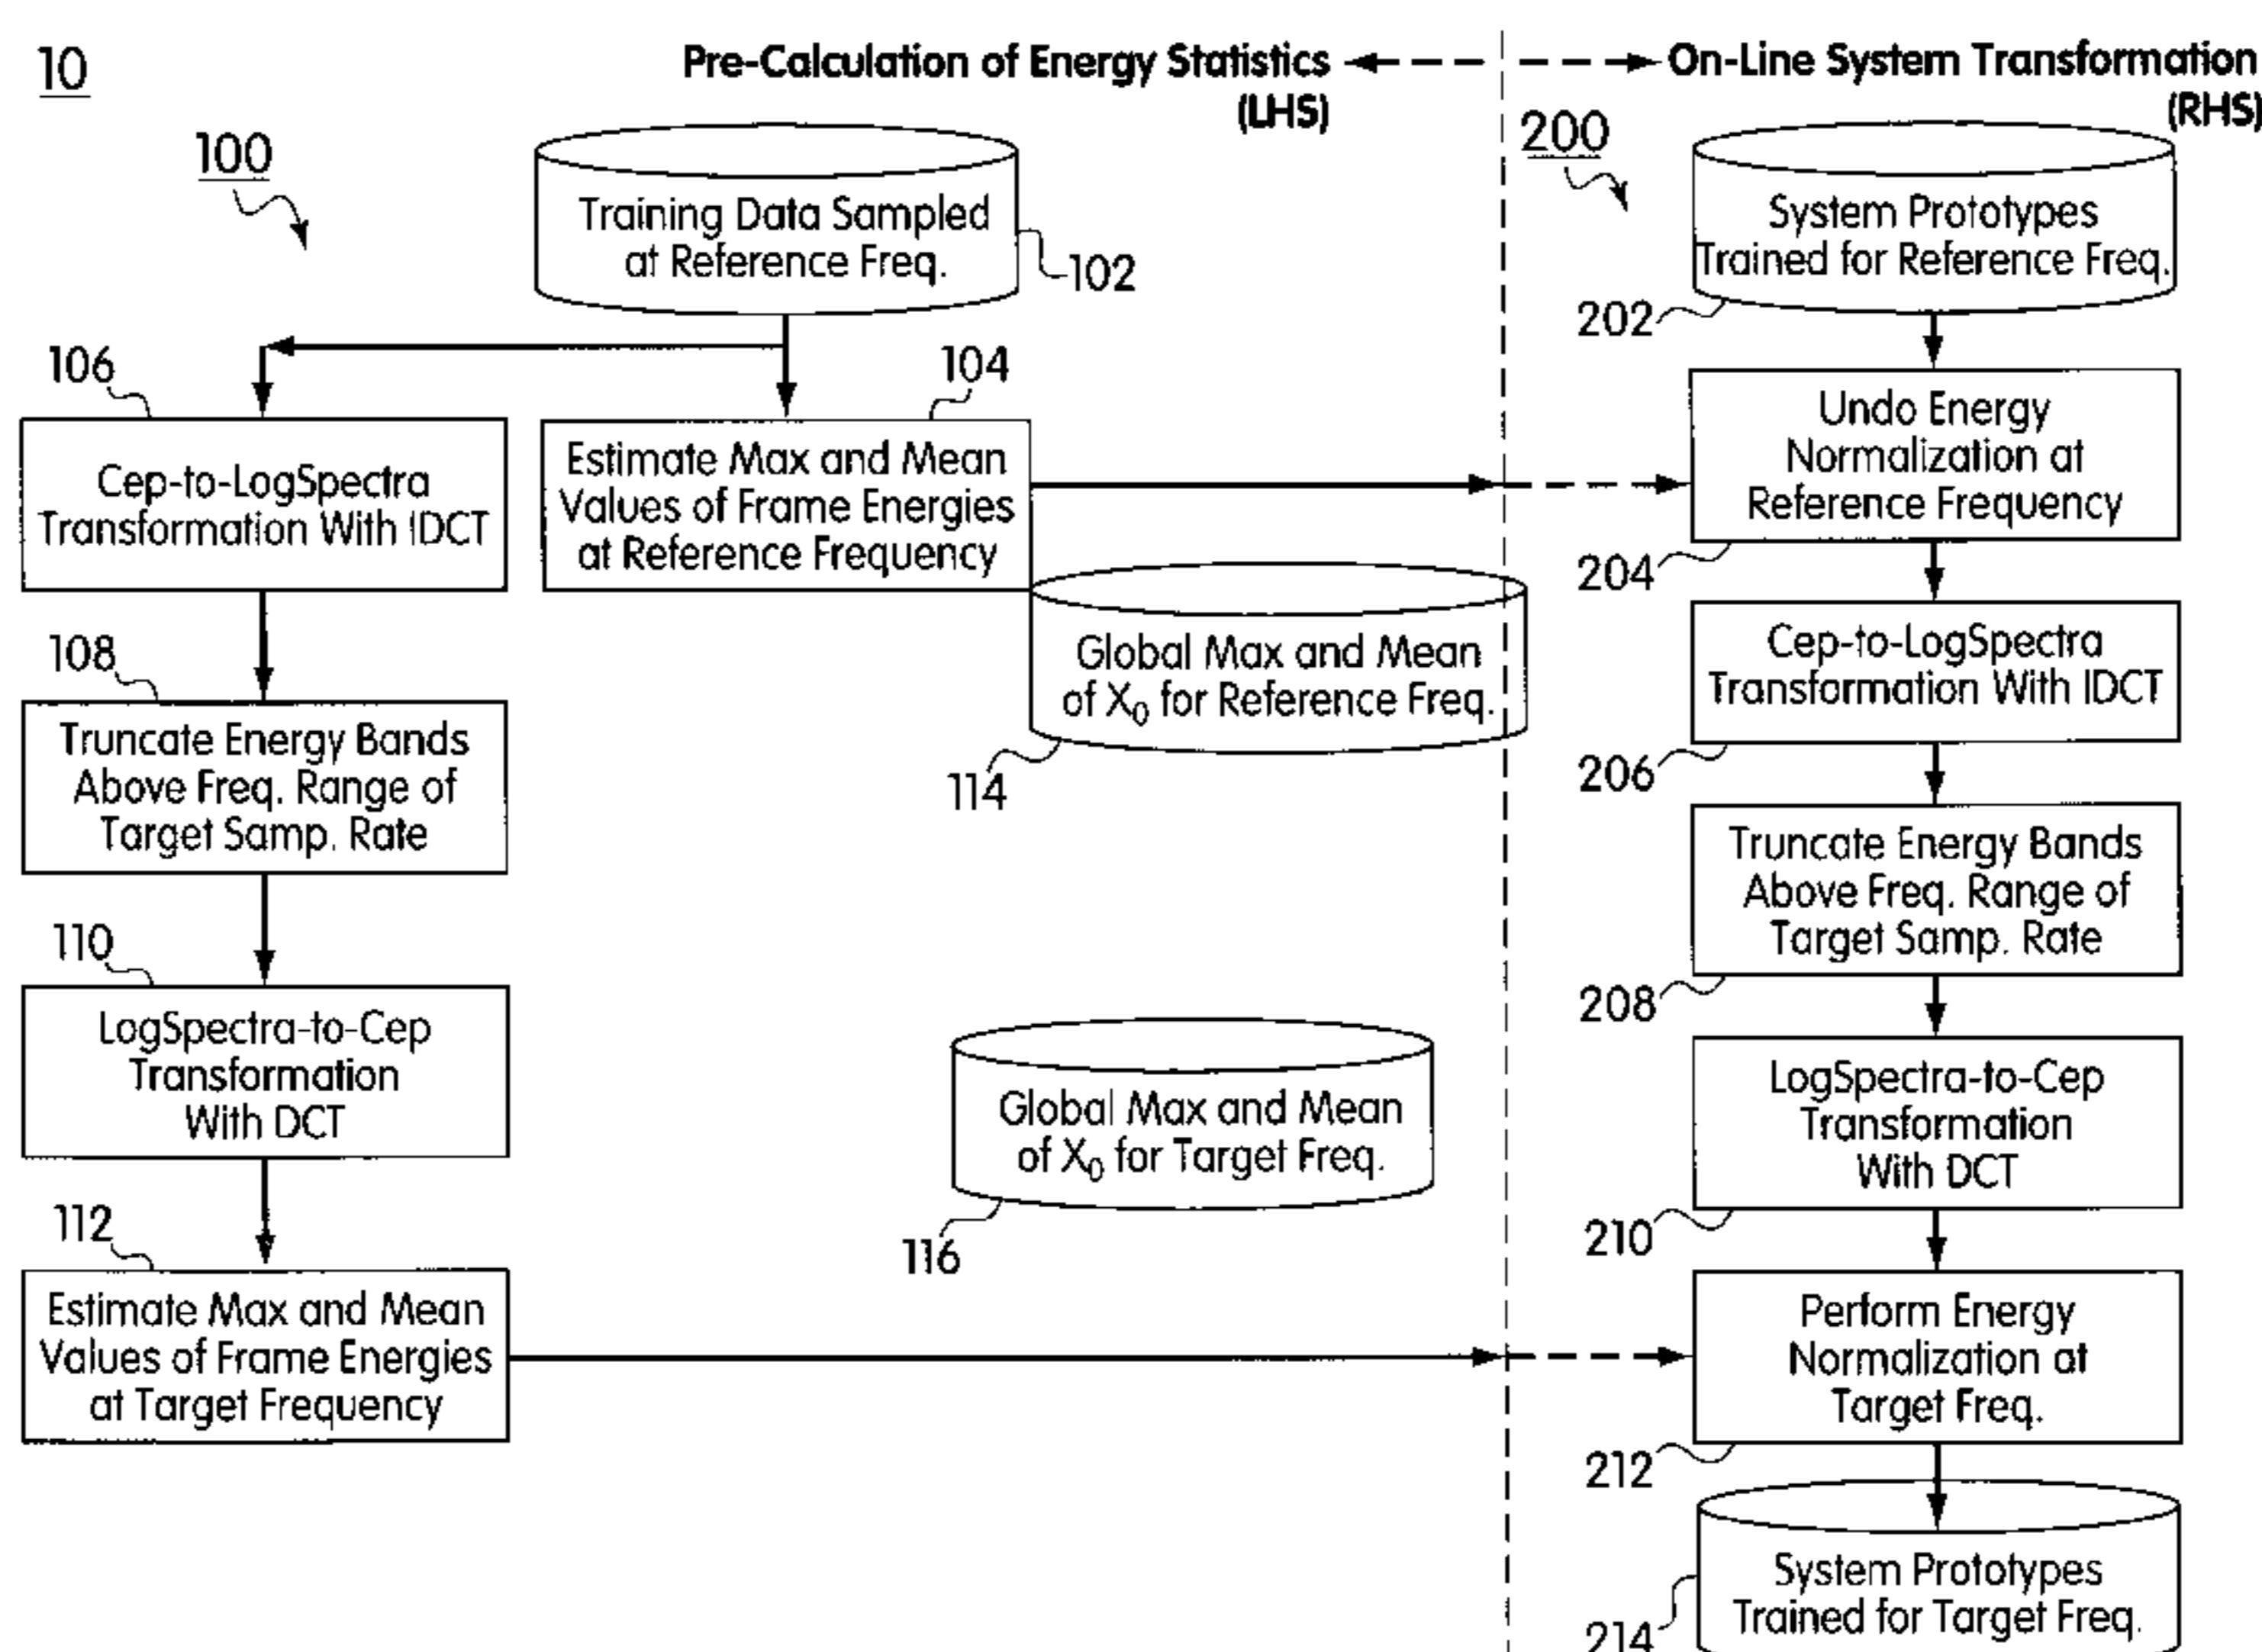 10
Pre-Calculation of Energy Statistics
(LHS)
On-Line System Transformation
(RHS)
100
Training Data Sampled
at Reference Freq.
102
106
Cep-to-LogSpectra
Transformation With IDCT
104
Estimate Max and Mean
Values of Frame Energies
at Reference Frequency
108
Truncate Energy Bands
Above Freq. Range of
Target Samp. Rate
Global Max and Mean
of X₀ for Reference Freq.
114
110
LogSpectra-to-Cep
Transformation
With DCT
Global Max and Mean
of X₀ for Target Freq.
116
112
Estimate Max and Mean
Values of Frame Energies
at Target Frequency
200
System Prototypes
Trained for Reference Freq.
202
Undo Energy
Normalization at
Reference Frequency
204
Cep-to-LogSpectra
Transformation With IDCT
206
Truncate Energy Bands
Above Freq. Range of
Target Samp. Rate
208
LogSpectra-to-Cep
Transformation
With DCT
210
Perform Energy
Normalization at
Target Freq.
212
System Prototypes
Trained for Target Freq.
214